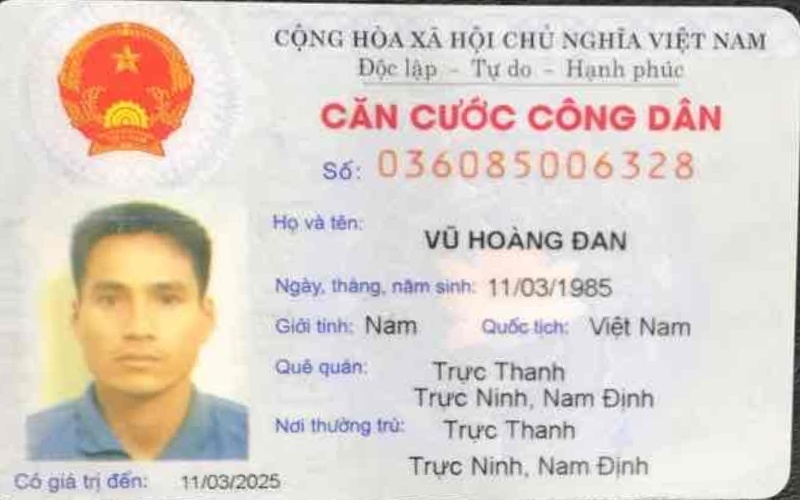 CỘNG HÒA XÃ HỘI CHỦ NGHĨA VIỆT NAM
Độc lập - Tự do - Hạnh phúc
CĂN CƯỚC CÔNG DÂN
Số: 036085006328
Họ và tên:
VŨ HOÀNG ĐAN
Ngày, tháng, năm sinh: 11/03/1985
Giới tính: Nam Quốc tịch: Việt Nam
Quê quán: Trực Thanh
Trực Ninh, Nam Định
Nơi thường trú: Trực Thanh
Trực Ninh, Nam Định
Có giá trị đến: 11/03/2025